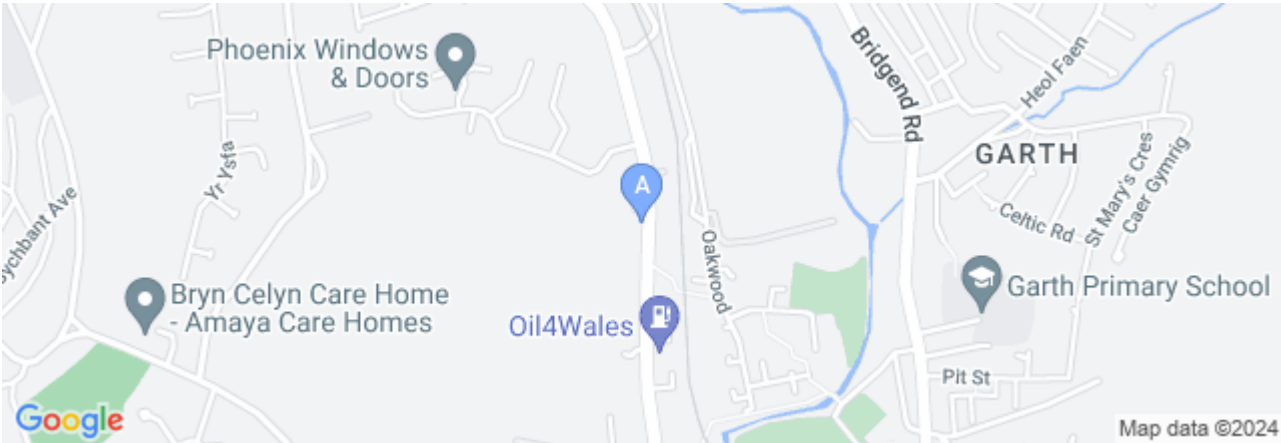 Phoenix Windows
& Doors
Bridgend Rd
Heol Faen
GARTH
Yr Ysfa
A
St Mary's Cres
Caer Gymrig
Celtic Rd
Oakwood
Bryn Celyn Care Home
- Amaya Care Homes
Garth Primary School
Oil4Wales
Pit St
Google
Map data ©2024